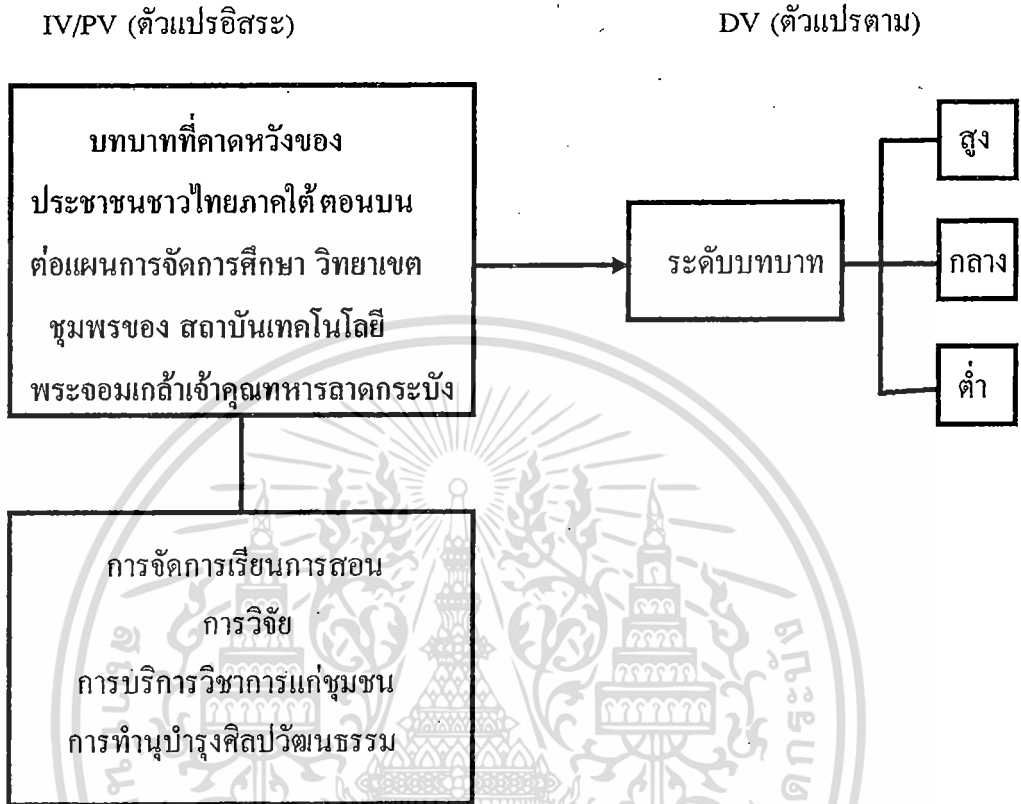 IV/PV (ตัวแปรอิสระ) DV (ตัวแปรตาม)
บทบาทที่คาดหวังของ
ประชาชนชาวไทยภาคใต้ ตอนบน
ต่อแผนการจัดการศึกษา วิทยาเขต
ชุมพรของ สถาบันเทคโนโลยี
พระจอมเกล้าเจ้าคุณทหารลาดกระบัง
ระดับบทบาท
สูง
กลาง
ต่ำ
การจัดการเรียนการสอน
การวิจัย
การบริการวิชาการแก่ชุมชน
การทำนุบำรุงศิลปวัฒนธรรม